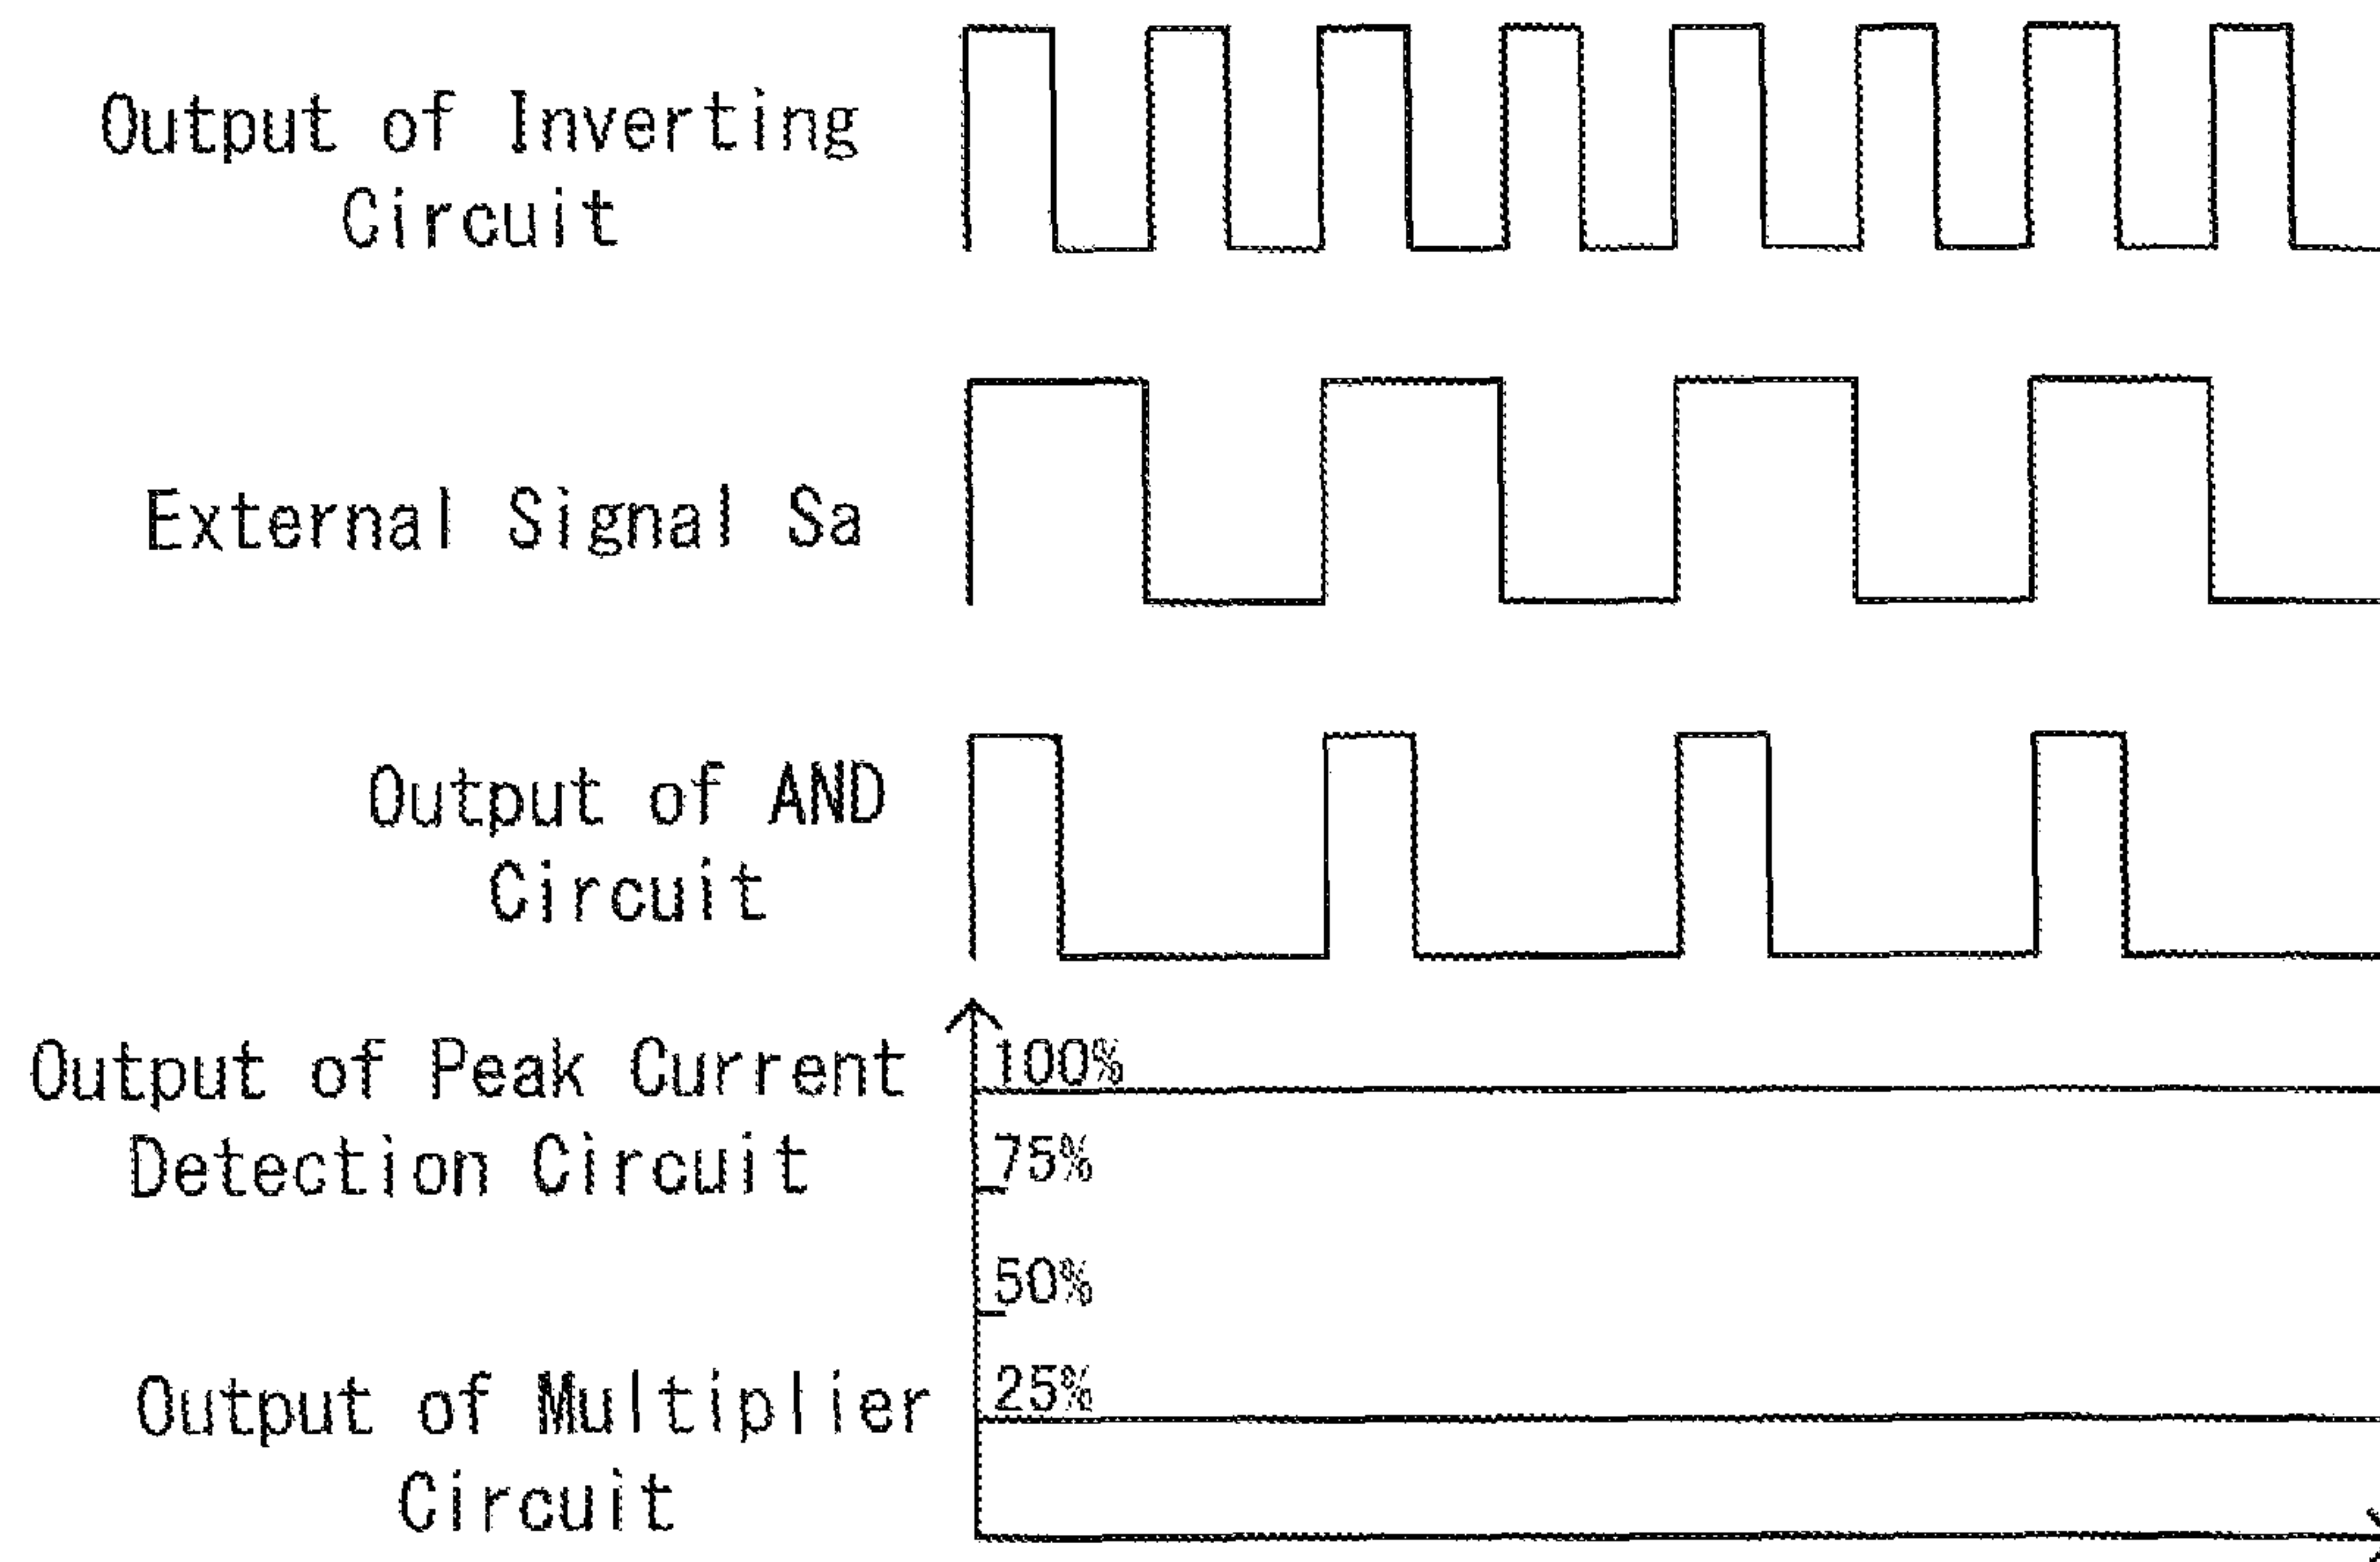 Output of Inverting
Circuit
External Signal Sa
Output of AND
Circuit
Output of Peak Current
Detection Circuit
100%
75%
50%
25%
Output of Multiplier
Circuit